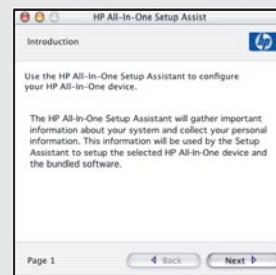 HP All-In-One Setup Assist
Introduction
hp
Use the HP All-In-One Setup Assistant to configure
your HP All-In-One device.
The HP All-In-One Setup Assistant will gather important
information about your system and collect your personal
information. This information will be used by the Setup
Assistant to setup the selected HP All-In-One device and
the bundled software.
Page 1
Back
Next